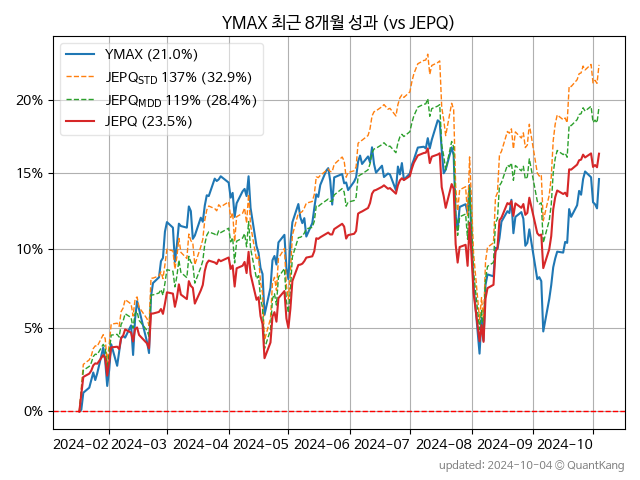 YMAX 최근 8개월 성과 (vs JEPQ)
YMAX (21.0%)
JEPQSTD 137% (32.9%)
JEPQMDD 119% (28.4%)
JEPQ (23.5%)
20%
15%
10%
5%
0%
2024-02 2024-03 2024-04 2024-05 2024-06 2024-07 2024-08 2024-09 2024-10
updated: 2024-10-04 © QuantKang